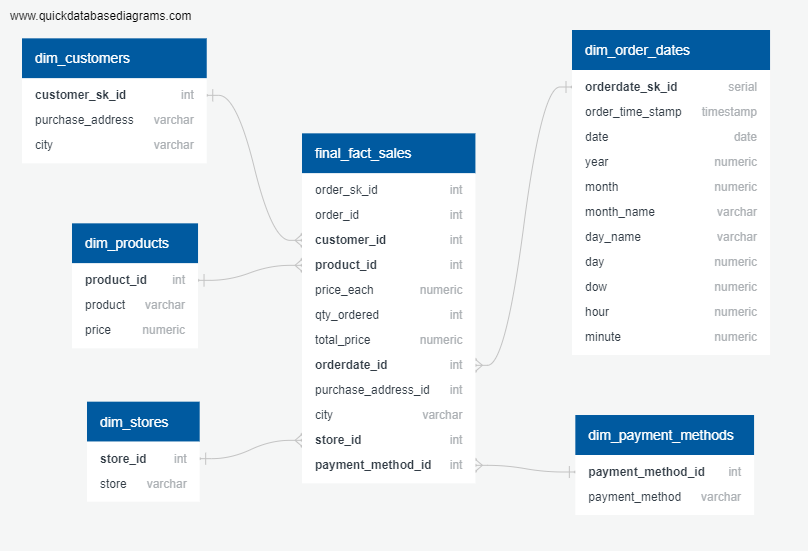 www.quickdatabasediagrams.com
dim_customers
customer_sk_id int
purchase_address varchar
city varchar
dim_products
product_id int
product varchar
price numeric
dim_stores
store_id int
store varchar
final_fact_sales
order_sk_id int
order_id int
customer_id int
product_id int
price_each numeric
qty_ordered int
total_price numeric
orderdate_id int
purchase_address_id int
city varchar
store_id int
payment_method_id int
dim_order_dates
orderdate_sk_id serial
order_time_stamp timestamp
date date
year numeric
month numeric
month_name varchar
day_name varchar
day numeric
dow numeric
hour numeric
minute numeric
dim_payment_methods
payment_method_id int
payment_method varchar